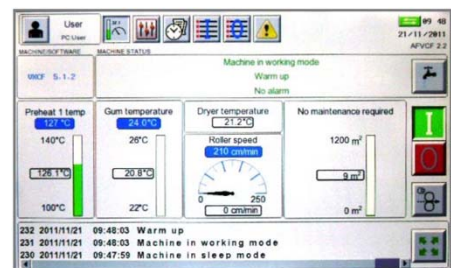 User
PC User
09 48
21/11/2011
AFVCF 2.2
MACHINE/SOFTWARE
MACHINE STATUS
5.1.2
Machine in working mode
Warm up
No alarm
Preheat 1 temp
127 °C
140°C
126.1°C
100°C
Gum temperature
24.0°C
26°C
20.8°C
22°C
Dryer temperature
21.2°C
Roller speed
210 cm/min
0
250
0 cm/min
No maintenance required
1200 m²
9 m²
0 m²
232 2011/11/21 09:48:03 Warm up
231 2011/11/21 09:48:03 Machine in working mode
230 2011/11/21 09:47:59 Machine in sleep mode